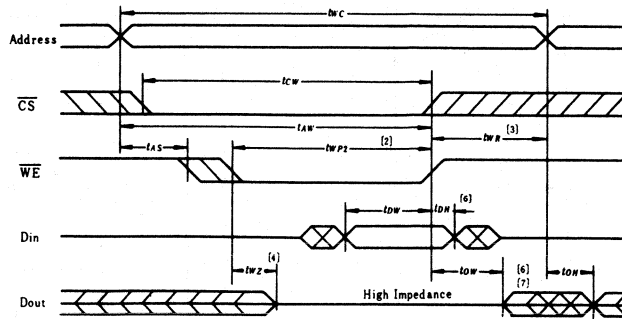 tWC
Address
tCW
CS
tAW
tAS
tWP2 [2]
tWR [3]
WE
tDW
tDH [6]
Din
tWZ [4]
tOW
[6]
[7]
tOH
High Impedance
Dout